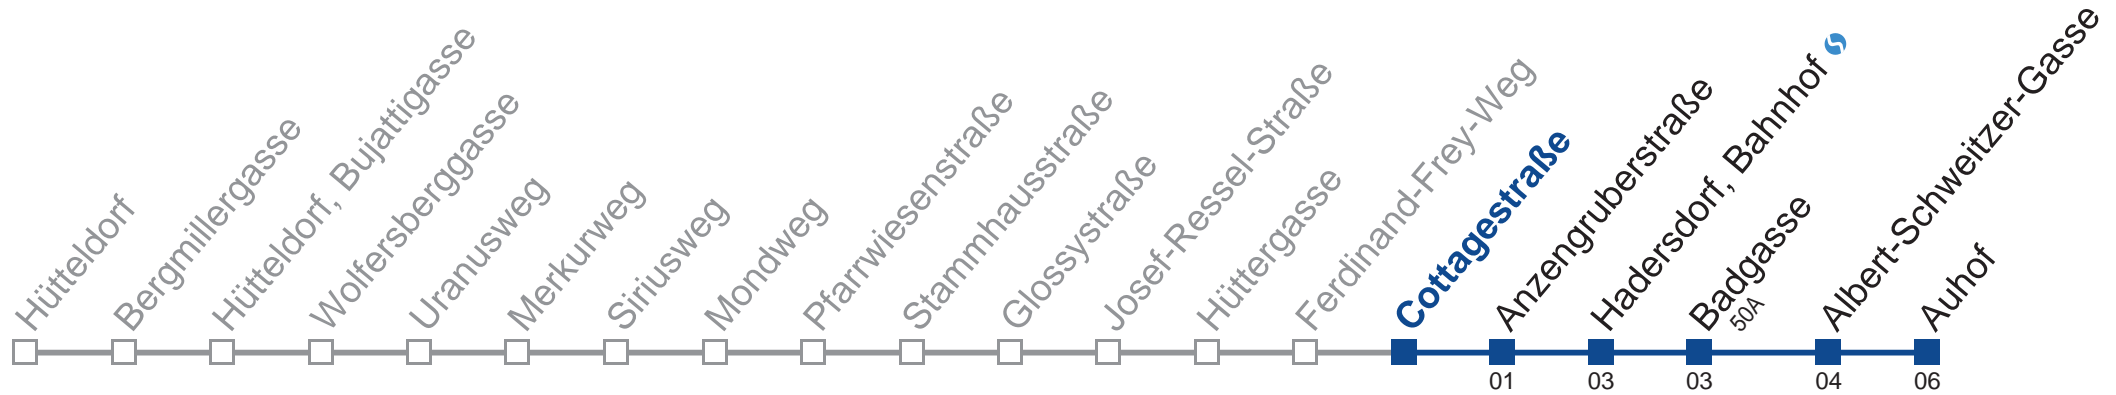 Hütteldorf
Bergmillergasse
Hütteldorf, Bujattigasse
Wolfersberggasse
Uranusweg
Merkurweg
Siriusweg
Mondweg
Pfarrwiesenstraße
Stammhausstraße
Glossystraße
Josef-Ressel-Straße
Hüttergasse
Ferdinand-Frey-Weg
Cottagestraße
Anzengruberstraße
Hadersdorf, Bahnhof
Badgasse
50A
Albert-Schweitzer-Gasse
Auhof
01 03 03 04 06